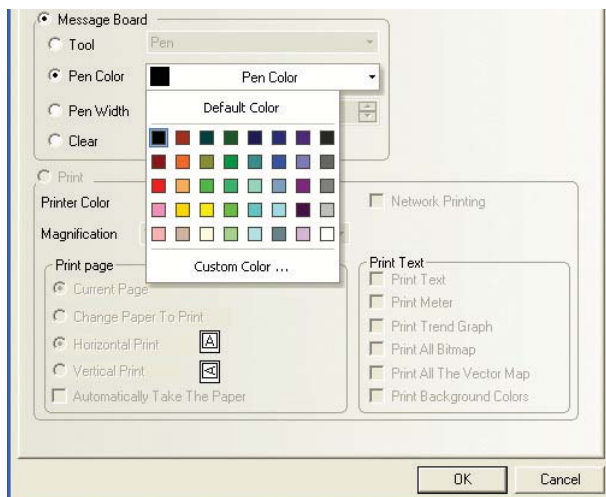 Message Board
Tool
Pen
Pen Color
Pen Color
Default Color
Pen Width
Clear
Print
Printer Color
Network Printing
Magnification
Custom Color ...
Print page
Current Page
Change Paper To Print
Horizontal Print
A
Vertical Print
A
Automatically Take The Paper
Print Text
Print Text
Print Meter
Print Trend Graph
Print All Bitmap
Print All The Vector Map
Print Background Colors
OK
Cancel